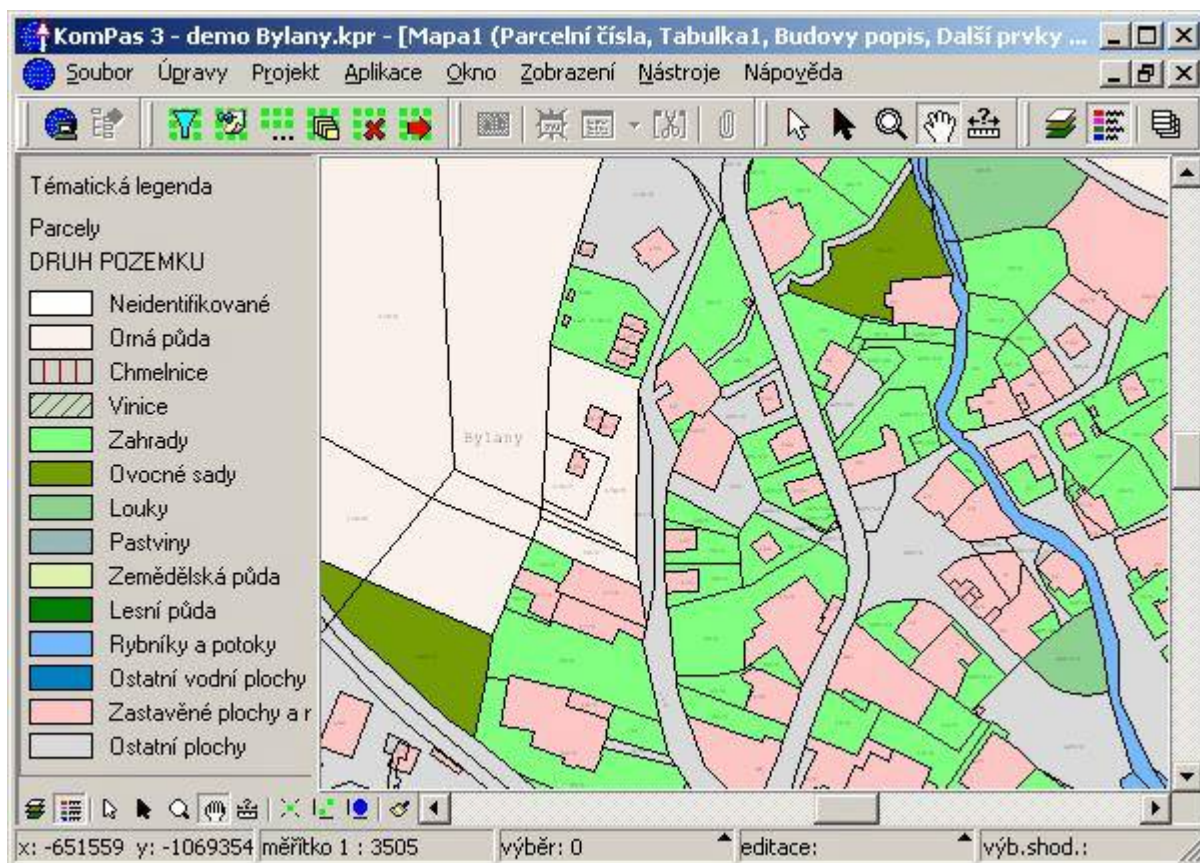 KomPas 3 - demo Bylany.kpr - [Mapa1 (Parcelní čísla, Tabulka1, Budovy popis, Další prvky ...
Soubor Úpravy Projekt Aplikace Okno Zobrazení Nástroje Nápověda
Tématická legenda
Parcely
DRUH POZEMKU
Neidentifikované
Orná půda
Chmelnice
Vinice
Zahrady
Ovocné sady
Louky
Pastviny
Zemědělská půda
Lesní půda
Rybníky a potoky
Ostatní vodní plochy
Zastavěné plochy a r
Ostatní plochy
Bylany
x: -651559 y: -1069354 měřítko 1 : 3505 výběr: 0 editace: výb.shod.: